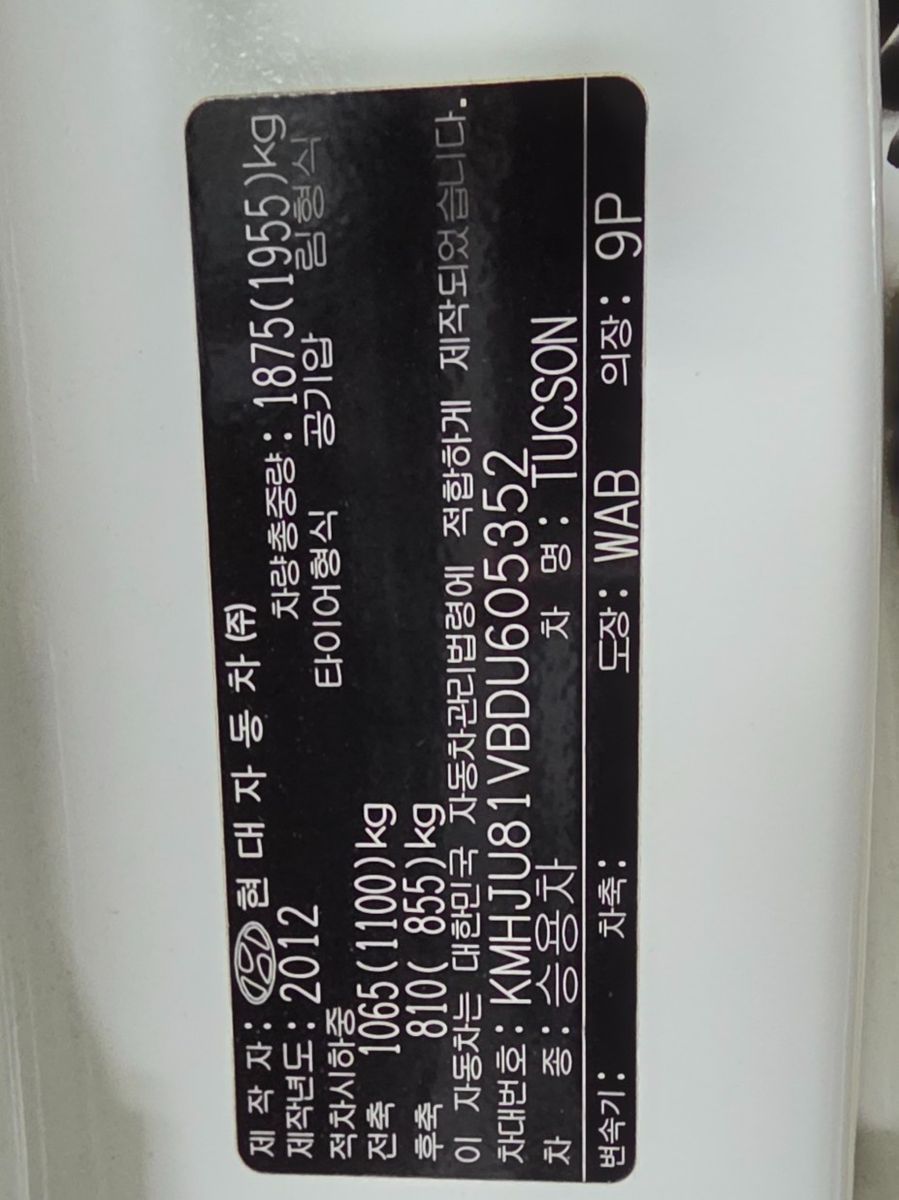 제 작 자 : 현 대 자 동 차 (주)
제작년도 : 2012 차량총중량 : 1875(1955)kg
적차시하중 타이어형식 공기압 림형식
전축 1065(1100)kg
후축 810( 855)kg
이 자동차는 대한민국 자동차관리법령에 적합하게 제작되었습니다.
차대번호 : KMHJU81VBDU605352
차 종 : 승용차 차 명 : TUCSON
변속기 : 차축 : 도장 : WAB 의장 : 9P